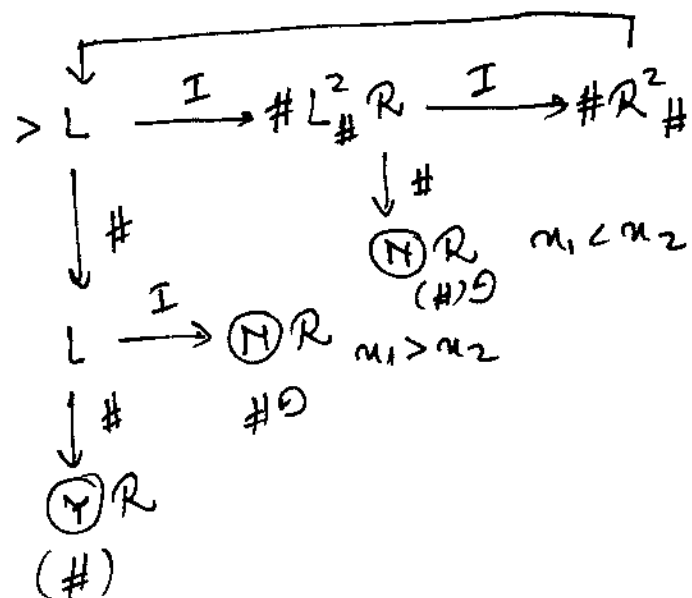 > L I # L²# R I # R²#
# #
Ⓝ R n₁ < n₂
(#)
L I Ⓝ R n₁ > n₂
#
#
Ⓨ R
(#)